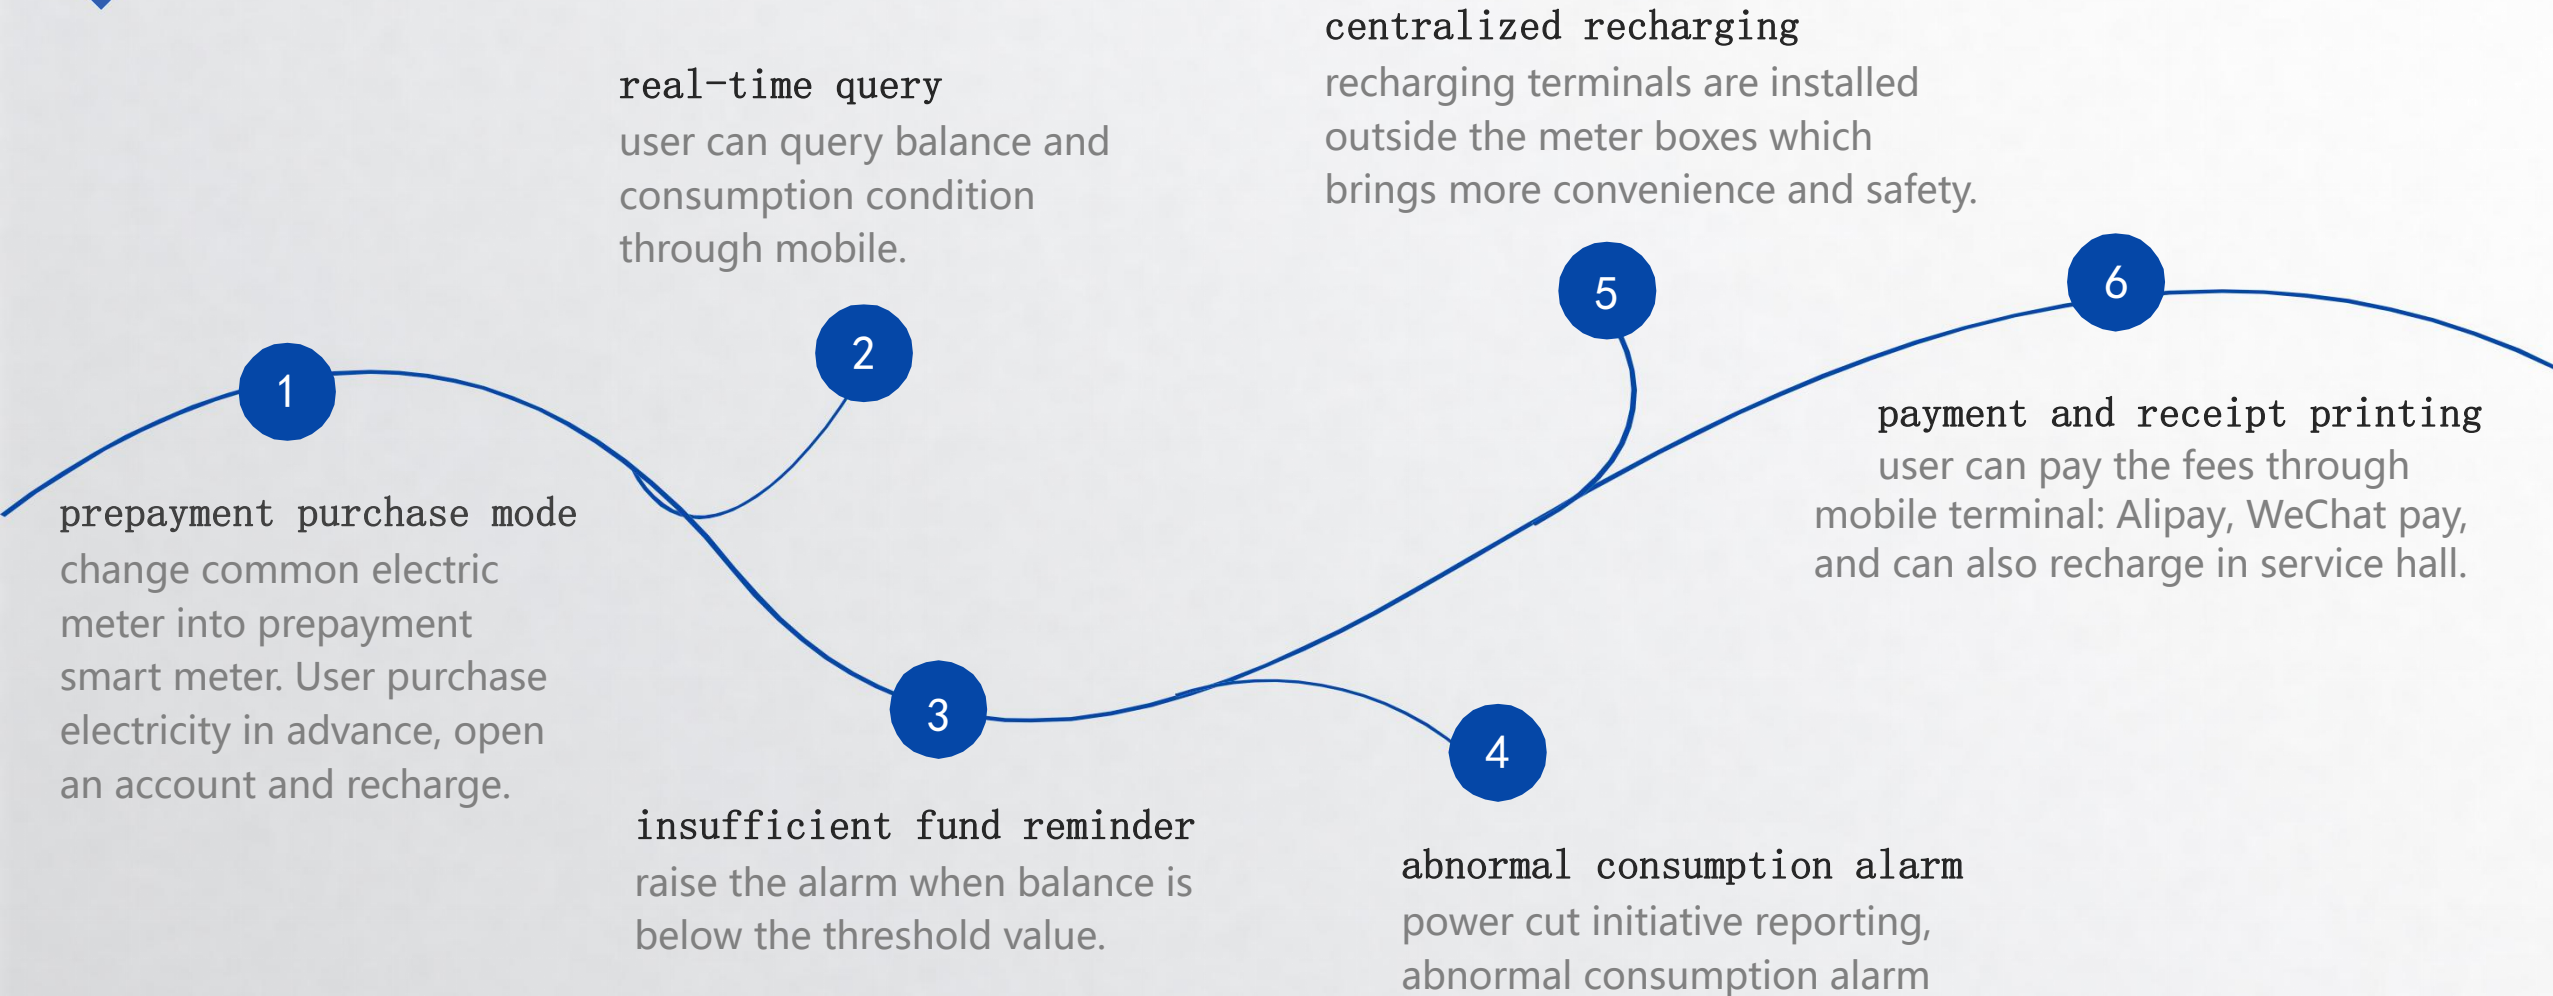 1
prepayment purchase mode
change common electric
meter into prepayment
smart meter. User purchase
electricity in advance, open
an account and recharge.
real-time query
user can query balance and
consumption condition
through mobile.
2
3
insufficient fund reminder
raise the alarm when balance is
below the threshold value.
4
abnormal consumption alarm
power cut initiative reporting,
abnormal consumption alarm
centralized recharging
recharging terminals are installed
outside the meter boxes which
brings more convenience and safety.
5
6
payment and receipt printing
user can pay the fees through
mobile terminal: Alipay, WeChat pay,
and can also recharge in service hall.